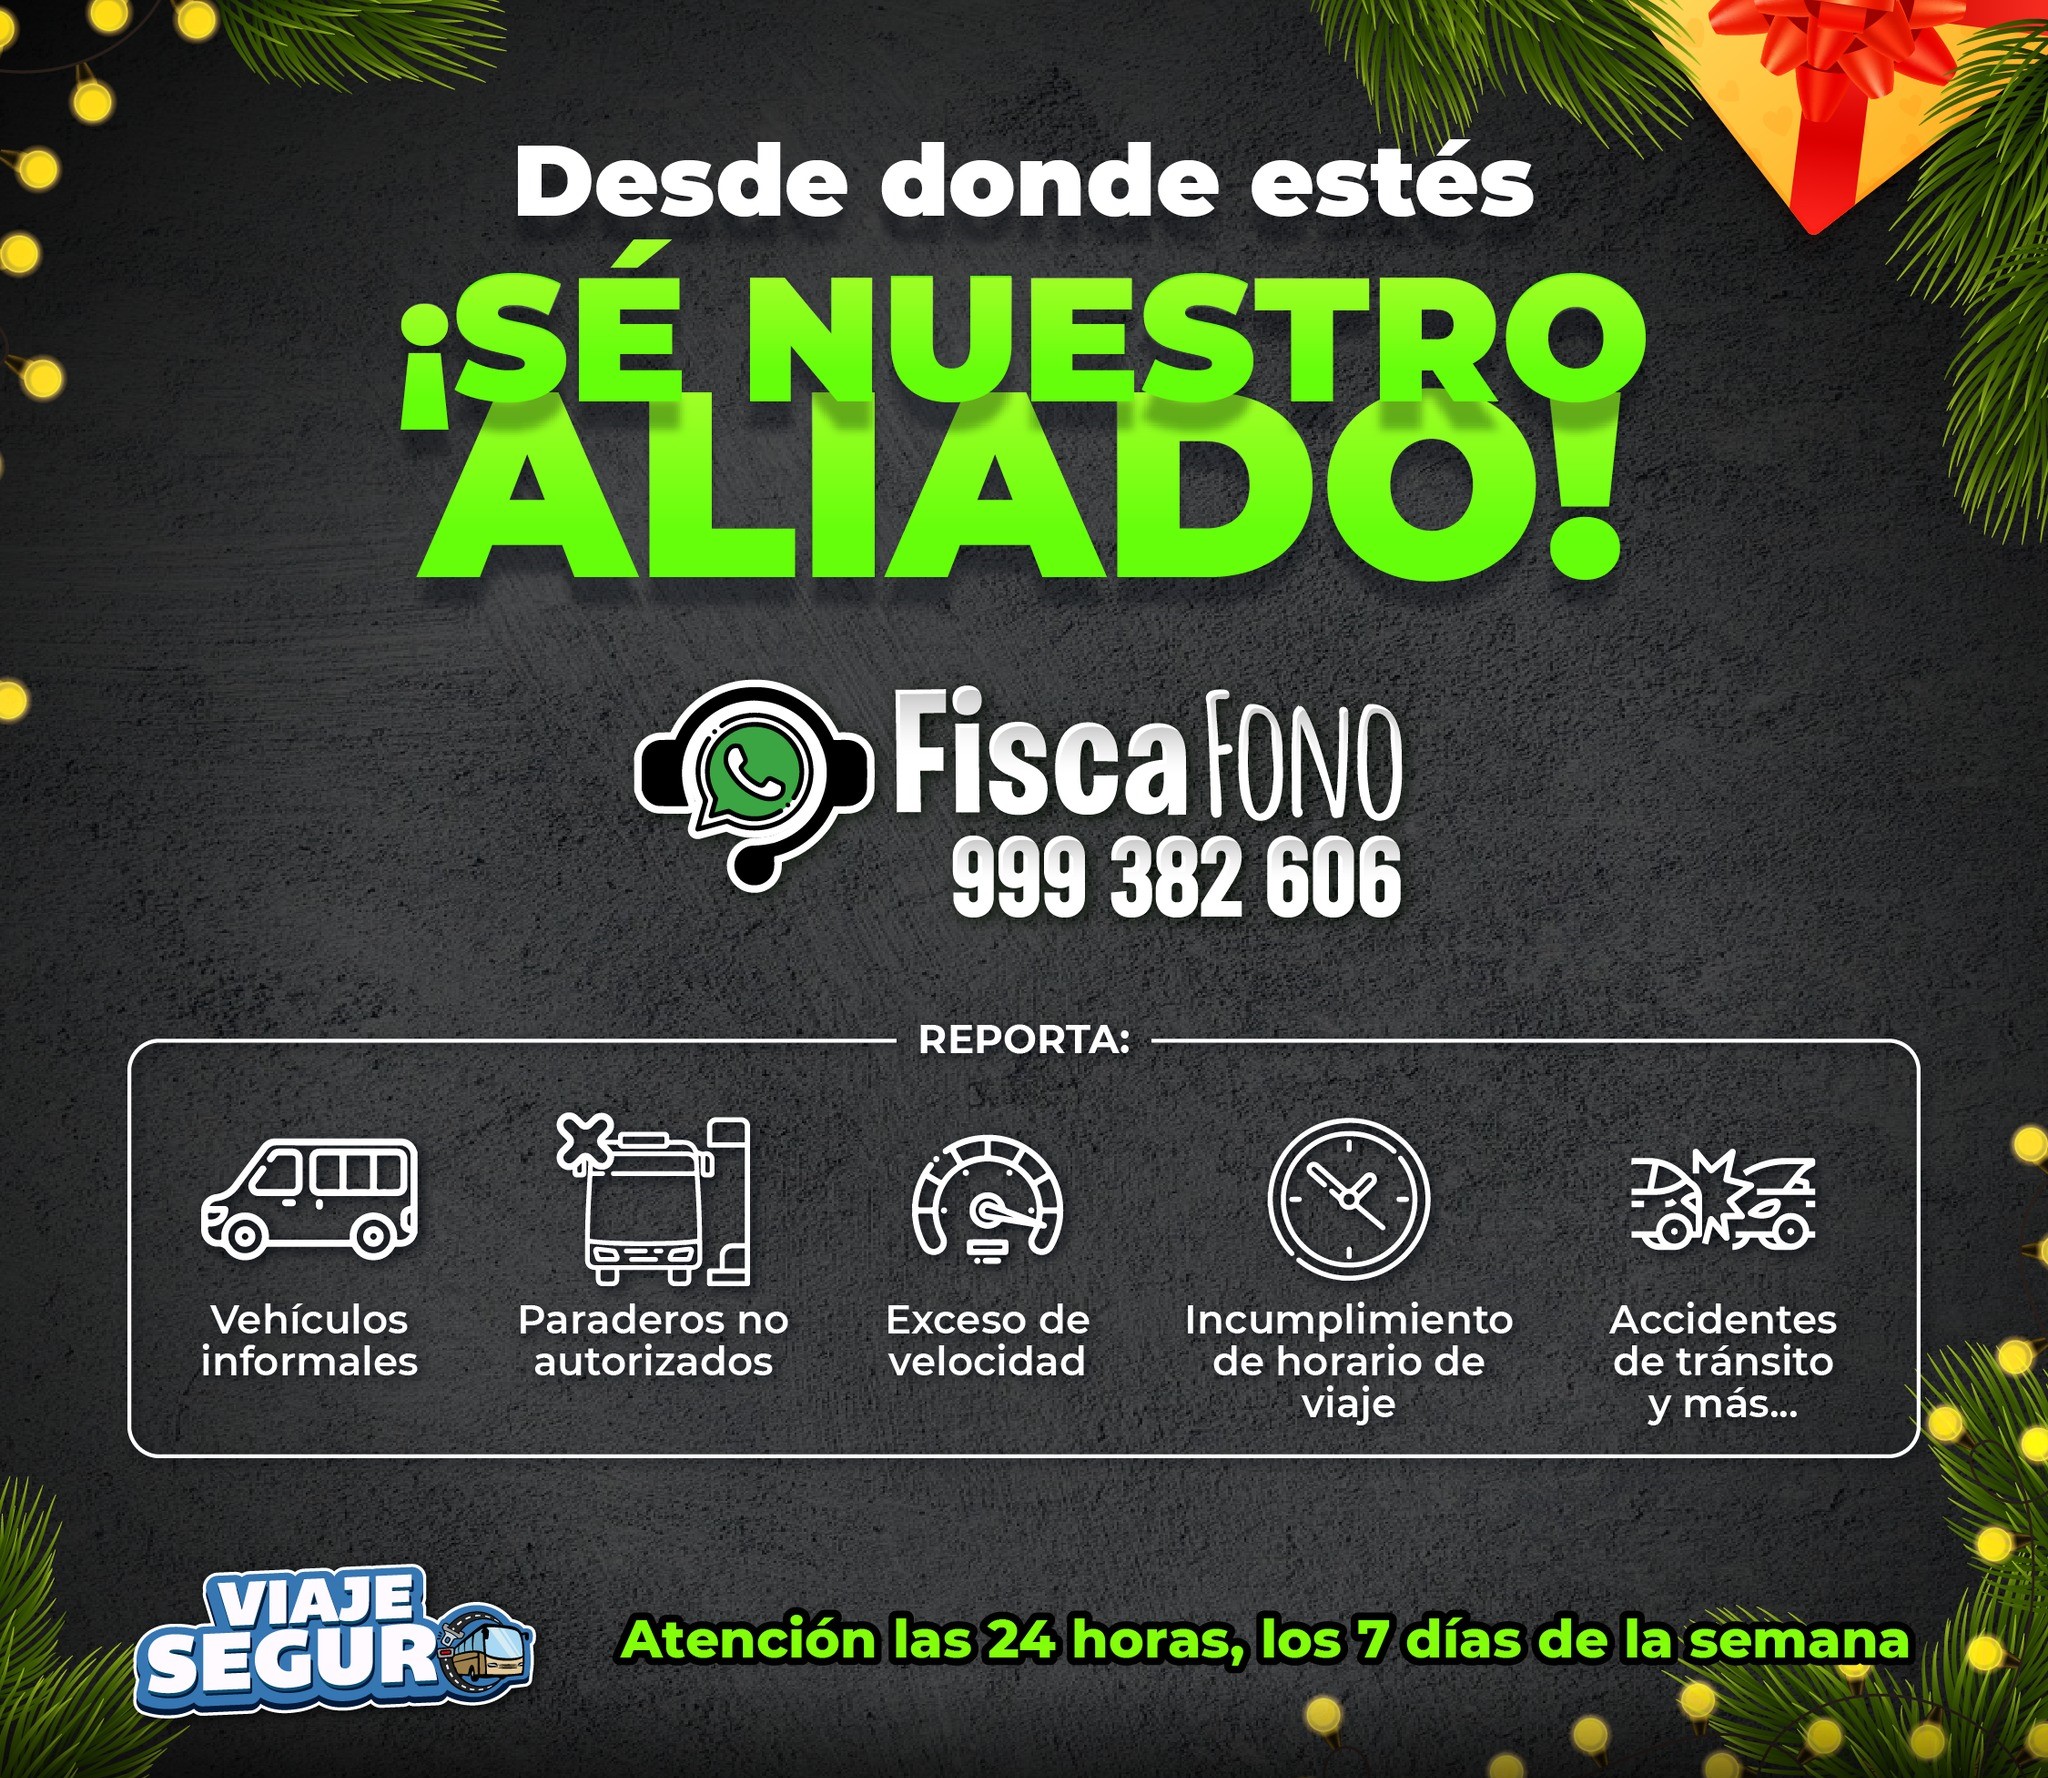 Desde donde estés
¡SÉ NUESTRO
ALIADO!
FiscaFONO
999 382 606
REPORTA:
Vehículos
informales
Paraderos no
autorizados
Exceso de
velocidad
Incumplimiento
de horario de
viaje
Accidentes
de tránsito
y más...
VIAJE
SEGURO
Atención las 24 horas, los 7 días de la semana